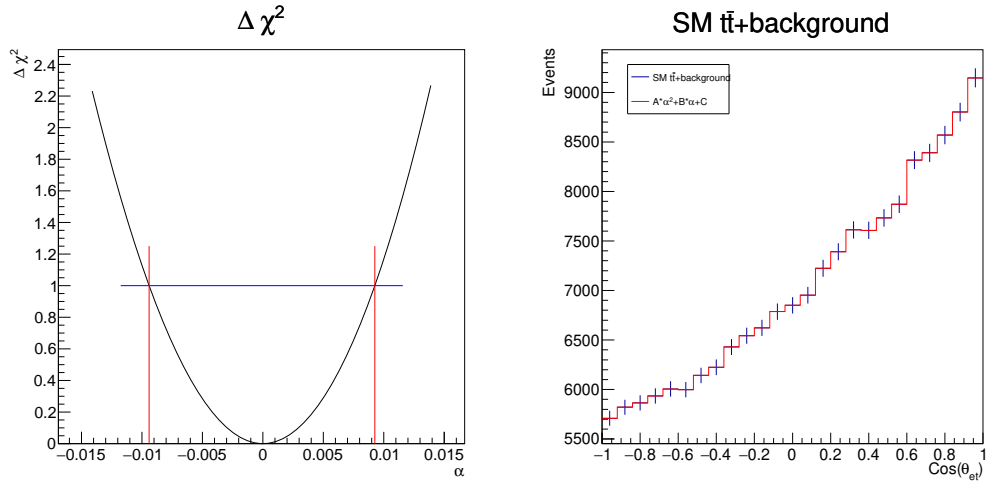 Δ χ²
Δ χ²
2.4
2.2
2
1.8
1.6
1.4
1.2
1
0.8
0.6
0.4
0.2
0
−0.015 −0.01 −0.005 0 0.005 0.01 0.015
α
SM tt̄+background
Events
SM tt̄+background
A*α²+B*α+C
9000
8500
8000
7500
7000
6500
6000
5500
−1 −0.8 −0.6 −0.4 −0.2 0 0.2 0.4 0.6 0.8 1
Cos(θet)